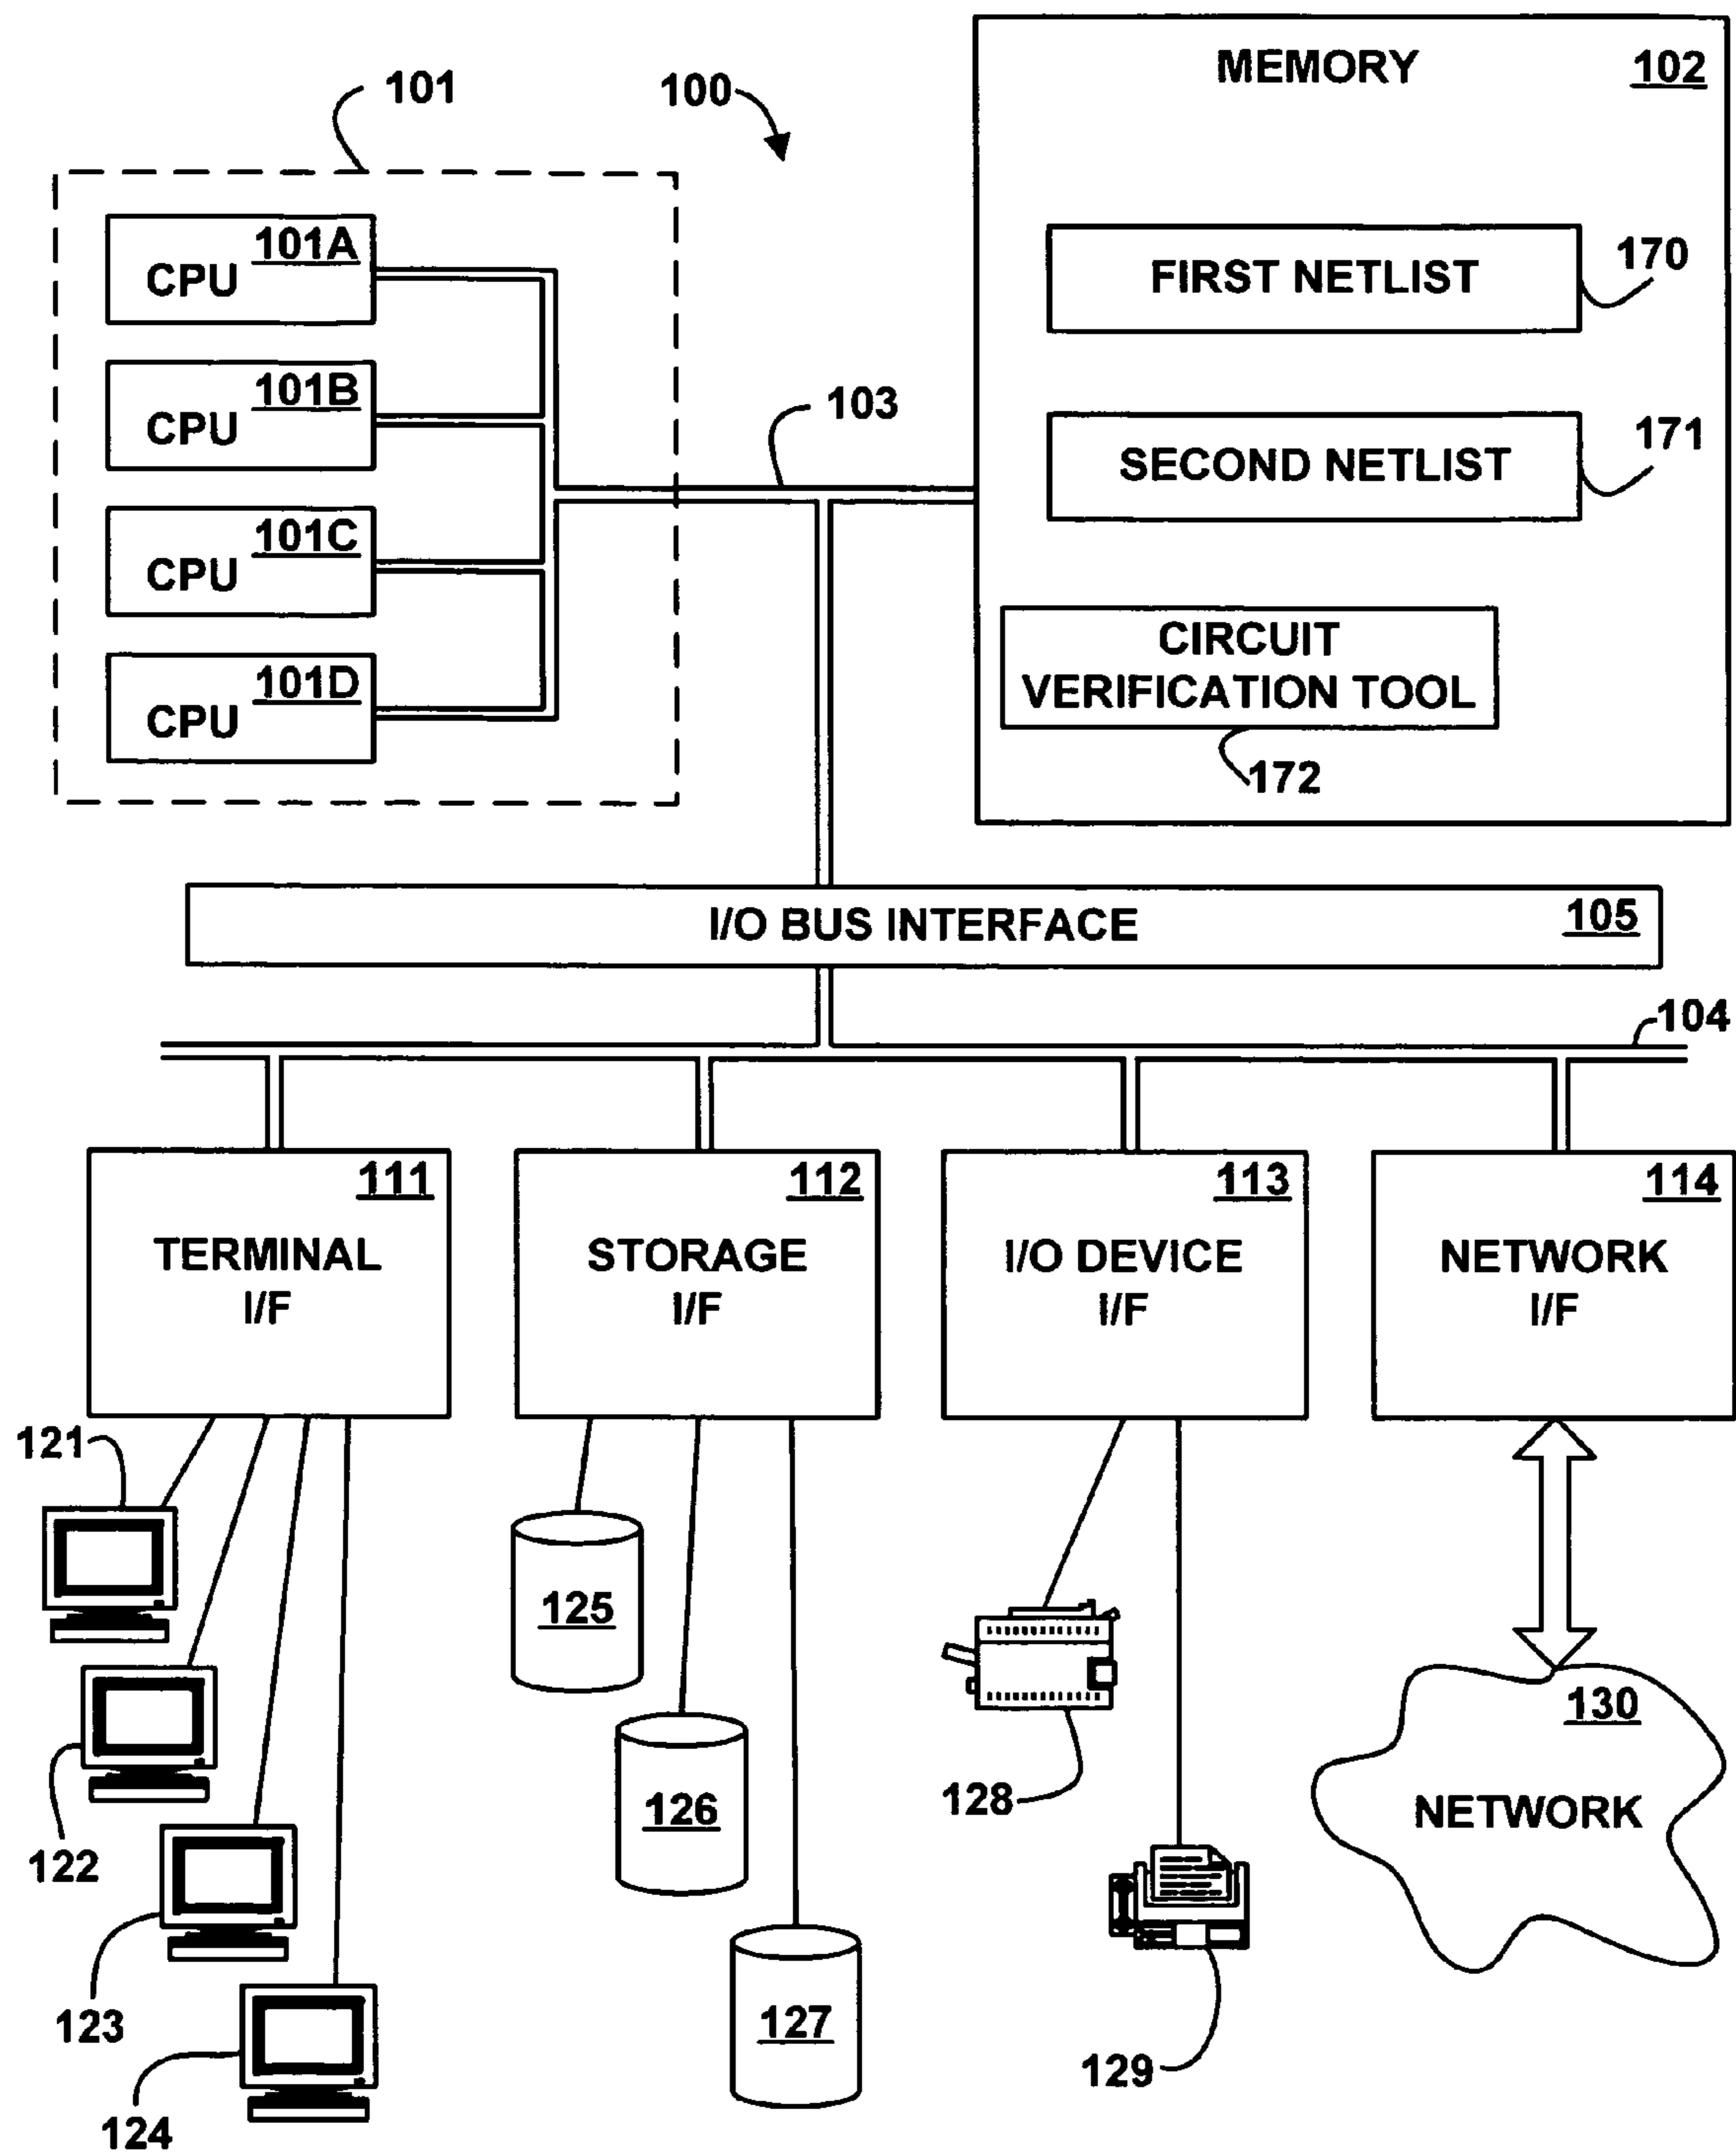 MEMORY 102
101
100
101A
CPU
101B
CPU
101C
CPU
101D
CPU
103
FIRST NETLIST
170
SECOND NETLIST
171
CIRCUIT
VERIFICATION TOOL
172
I/O BUS INTERFACE 105
104
111
TERMINAL
I/F
112
STORAGE
I/F
113
I/O DEVICE
I/F
114
NETWORK
I/F
121
122
123
124
125
126
127
128
129
130
NETWORK